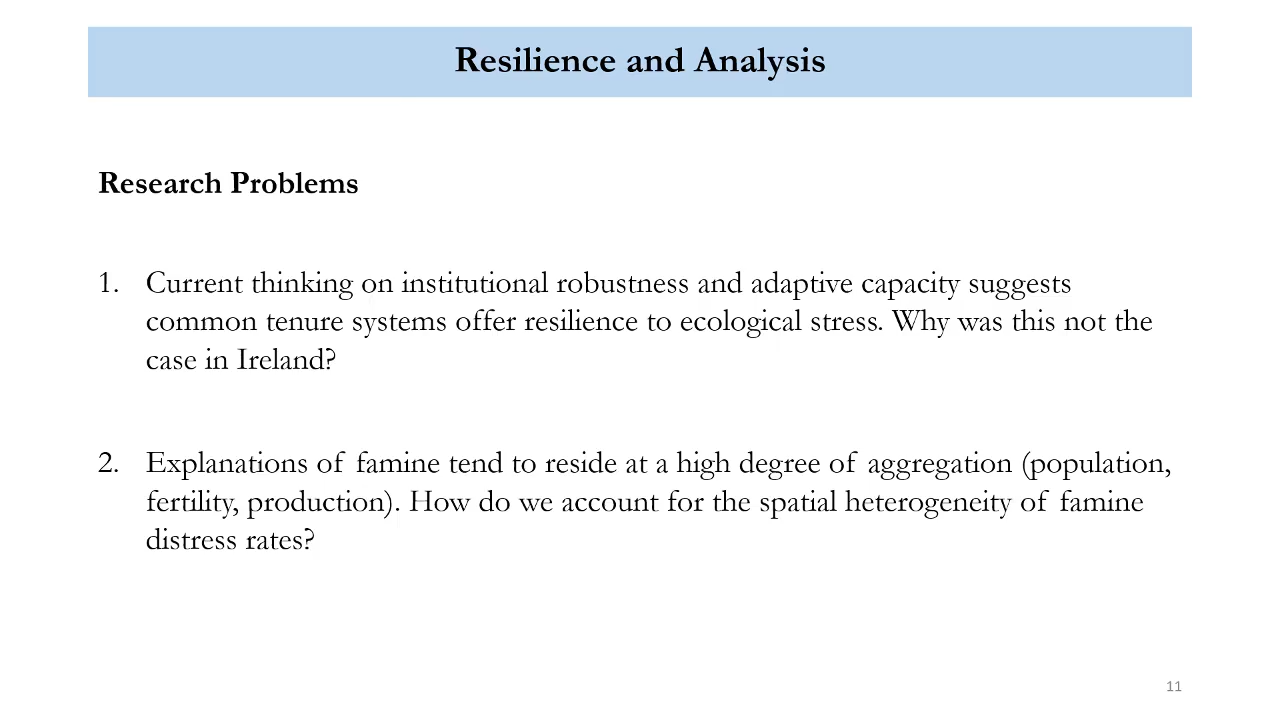 Resilience and Analysis
Research Problems
1. Current thinking on institutional robustness and adaptive capacity suggests
common tenure systems offer resilience to ecological stress. Why was this not the
case in Ireland?
2. Explanations of famine tend to reside at a high degree of aggregation (population,
fertility, production). How do we account for the spatial heterogeneity of famine
distress rates?
11